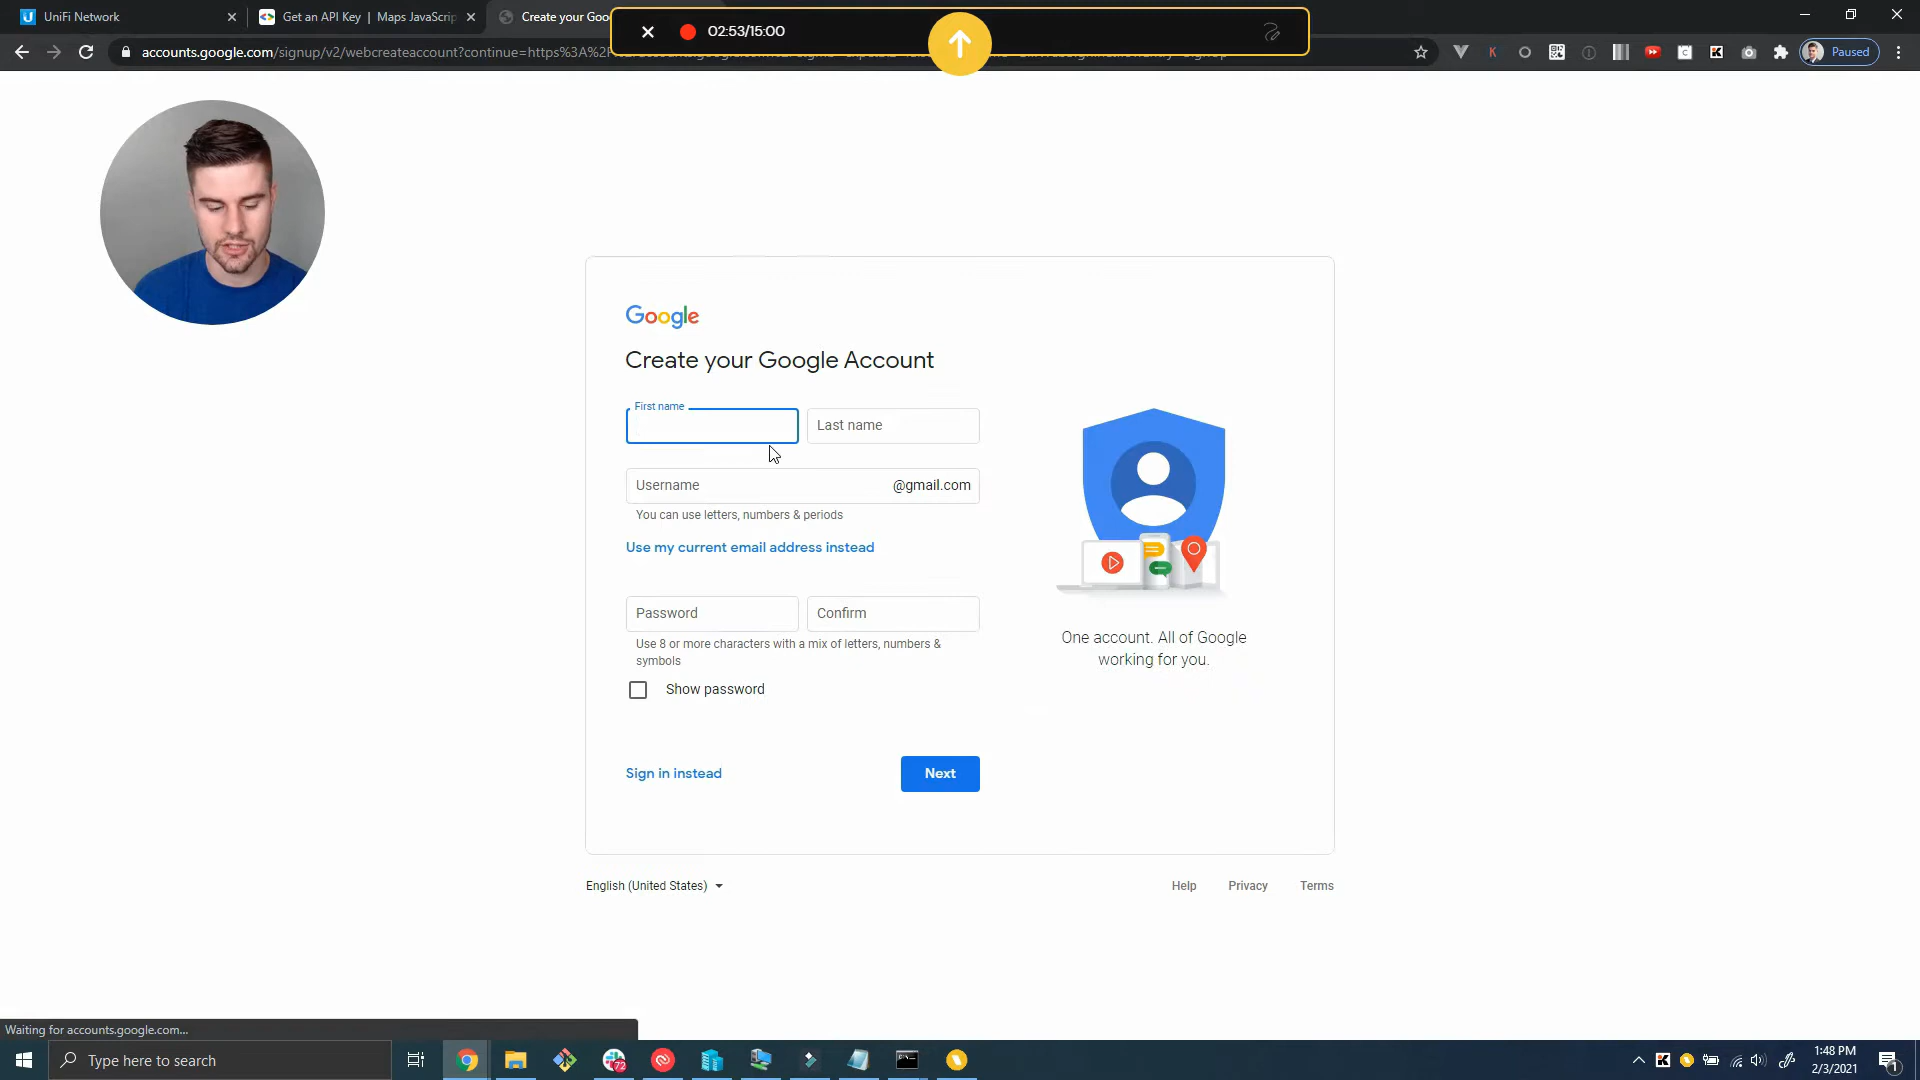 UniFi Network
Get an API Key | Maps JavaScrip
Create your Goo
02:53/15:00
accounts.google.com/signup/v2/webcreateaccount?continue=https%3A%2F
Paused
Google
Create your Google Account
First name
Last name
Username
@gmail.com
You can use letters, numbers & periods
Use my current email address instead
Password
Confirm
Use 8 or more characters with a mix of letters, numbers &
symbols
Show password
Sign in instead
Next
One account. All of Google
working for you.
English (United States)
Help
Privacy
Terms
Waiting for accounts.google.com...
Type here to search
72
1:48 PM
2/3/2021
1